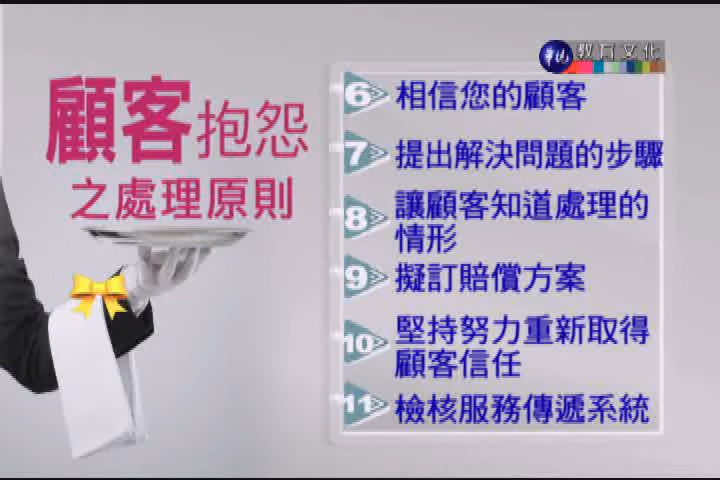 華視
教育文化
顧客抱怨
之處理原則
6 相信您的顧客
7 提出解決問題的步驟
8 讓顧客知道處理的
情形
9 擬訂賠償方案
10 堅持努力重新取得
顧客信任
11 檢核服務傳遞系統